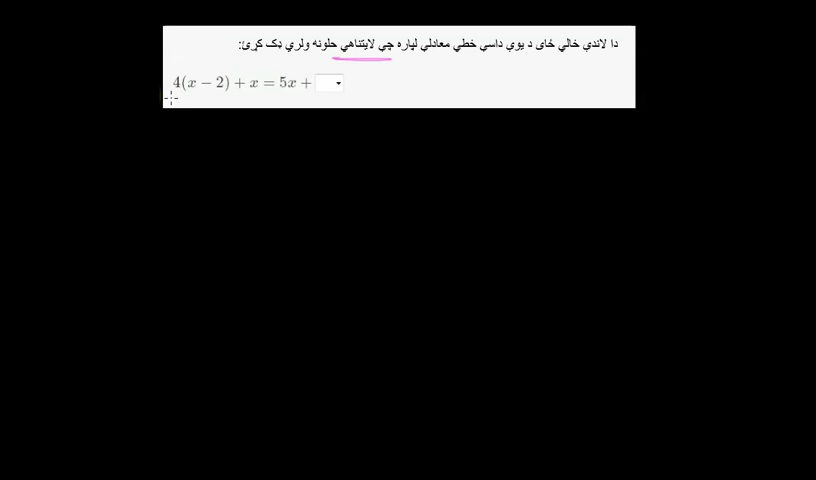 دا لاندې خالي ځای د یوې داسې خطي معادلې لپاره چې لایتناهي حلونه ولري ډک کړئ:
4(x − 2) + x = 5x +